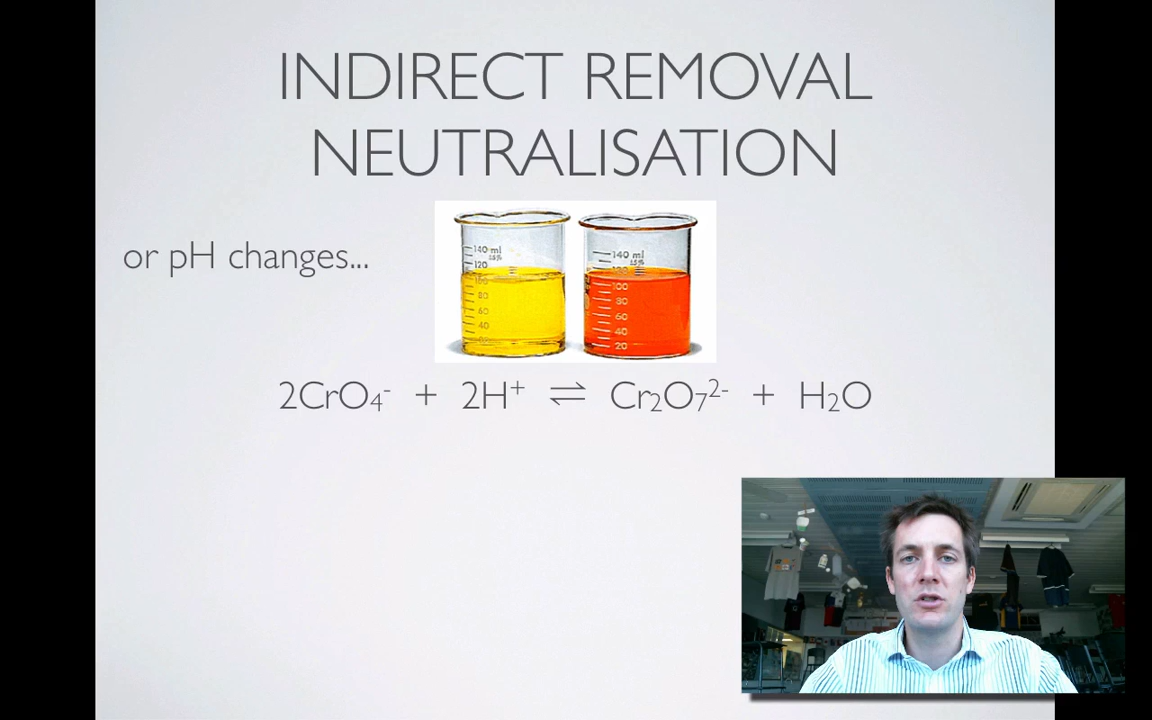 INDIRECT REMOVAL
NEUTRALISATION
or pH changes...
140 ml
120
100
80
60
40
140 ml
100
80
60
40
20
2CrO₄⁻ + 2H⁺ ⇌ Cr₂O₇²⁻ + H₂O